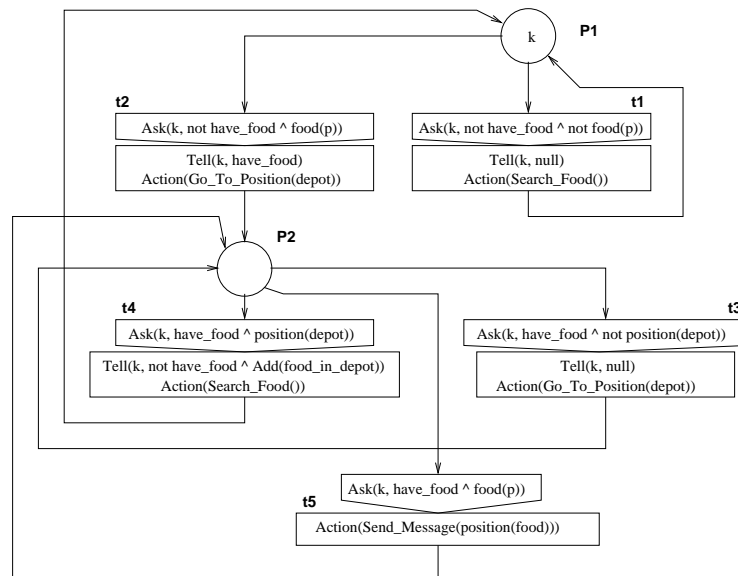 P1
k
t2
t1
Ask(k, not have_food ^ food(p))
Ask(k, not have_food ^ not food(p))
Tell(k, have_food)
Action(Go_To_Position(depot))
Tell(k, null)
Action(Search_Food())
P2
t4
t3
Ask(k, have_food ^ position(depot))
Ask(k, have_food ^ not position(depot))
Tell(k, not have_food ^ Add(food_in_depot))
Action(Search_Food())
Tell(k, null)
Action(Go_To_Position(depot))
Ask(k, have_food ^ food(p))
t5
Action(Send_Message(position(food)))